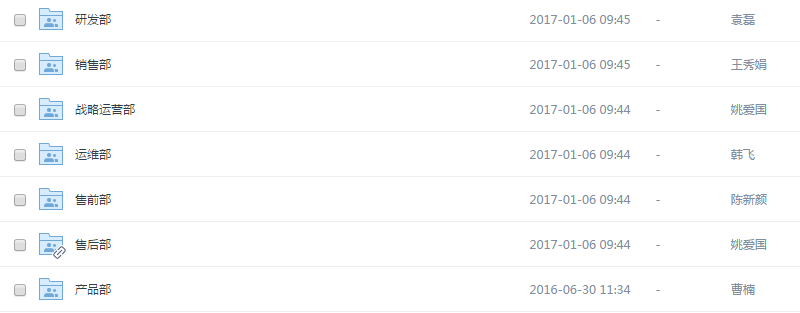 研发部 2017-01-06 09:45 - 袁磊
销售部 2017-01-06 09:45 - 王秀娟
战略运营部 2017-01-06 09:44 - 姚爱国
运维部 2017-01-06 09:44 - 韩飞
售前部 2017-01-06 09:44 - 陈新颜
售后部 2017-01-06 09:44 - 姚爱国
产品部 2016-06-30 11:34 - 曹楠